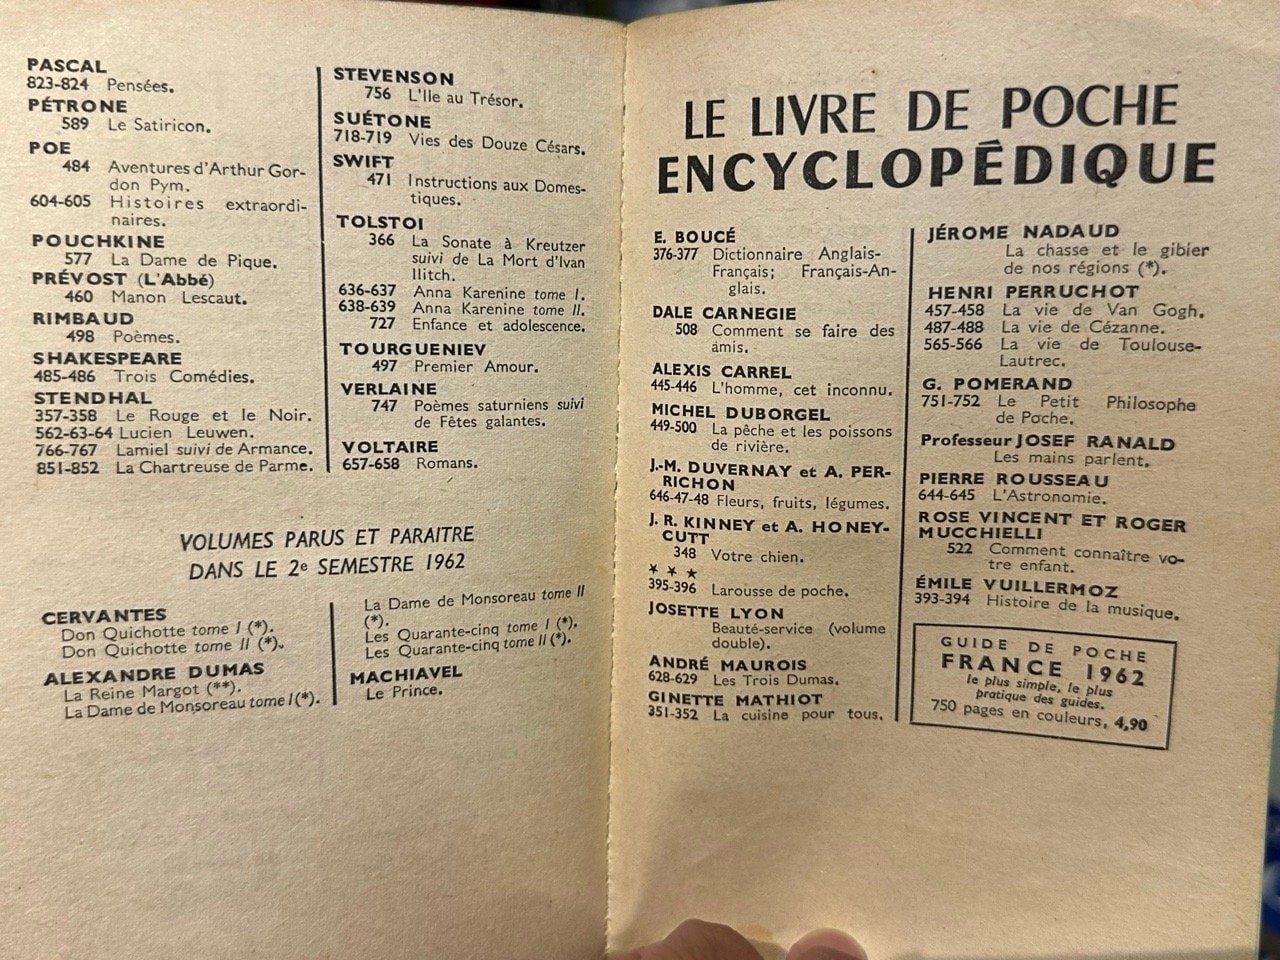 PASCAL
823-824 Pensées.
PÉTRONE
589 Le Satiricon.
POE
484 Aventures d'Arthur Gor-
don Pym.
604-605 Histoires extraordi-
naires.
POUCHKINE
577 La Dame de Pique.
PRÉVOST (L'Abbé)
460 Manon Lescaut.
RIMBAUD
498 Poèmes.
SHAKESPEARE
485-486 Trois Comédies.
STENDHAL
357-358 Le Rouge et le Noir.
562-63-64 Lucien Leuwen.
766-767 Lamiel suivi de Armance.
851-852 La Chartreuse de Parme.
STEVENSON
756 L'Ile au Trésor.
SUÉTONE
718-719 Vies des Douze Césars.
SWIFT
471 Instructions aux Domes-
tiques.
TOLSTOI
366 La Sonate à Kreutzer
suivi de La Mort d'Ivan
Ilitch.
636-637 Anna Karenine tome I.
638-639 Anna Karenine tome II.
727 Enfance et adolescence.
TOURGUENIEV
497 Premier Amour.
VERLAINE
747 Poèmes saturniens suivi
de Fêtes galantes.
VOLTAIRE
657-658 Romans.
VOLUMES PARUS ET PARAITRE
DANS LE 2e SEMESTRE 1962
CERVANTES
Don Quichotte tome I (*).
Don Quichotte tome II (*).
ALEXANDRE DUMAS
La Reine Margot (**).
La Dame de Monsoreau tome I (*).
La Dame de Monsoreau tome II
(*).
Les Quarante-cinq tome I (*).
Les Quarante-cinq tome II (*).
MACHIAVEL
Le Prince.
LE LIVRE DE POCHE
ENCYCLOPÉDIQUE
E. BOUCÉ
376-377 Dictionnaire Anglais-
Français; Français-An-
glais.
DALE CARNEGIE
508 Comment se faire des
amis.
ALEXIS CARREL
445-446 L'homme, cet inconnu.
MICHEL DUBORGEL
449-500 La pêche et les poissons
de rivière.
J.-M. DUVERNAY et A. PER-
RICHON
646-47-48 Fleurs, fruits, légumes.
J. R. KINNEY et A. HONEY-
CUTT
348 Votre chien.
* * *
395-396 Larousse de poche.
JOSETTE LYON
Beauté-service (volume
double).
ANDRÉ MAUROIS
628-629 Les Trois Dumas.
GINETTE MATHIOT
351-352 La cuisine pour tous.
JÉROME NADAUD
La chasse et le gibier
de nos régions (*).
HENRI PERRUCHOT
457-458 La vie de Van Gogh.
487-488 La vie de Cézanne.
565-566 La vie de Toulouse-
Lautrec.
G. POMERAND
751-752 Le Petit Philosophe
de Poche.
Professeur JOSEF RANALD
Les mains parlent.
PIERRE ROUSSEAU
644-645 L'Astronomie.
ROSE VINCENT ET ROGER
MUCCHIELLI
522 Comment connaître vo-
tre enfant.
ÉMILE VUILLERMOZ
393-394 Histoire de la musique.
GUIDE DE POCHE
FRANCE 1962
le plus simple, le plus
pratique des guides.
750 pages en couleurs, 4,90